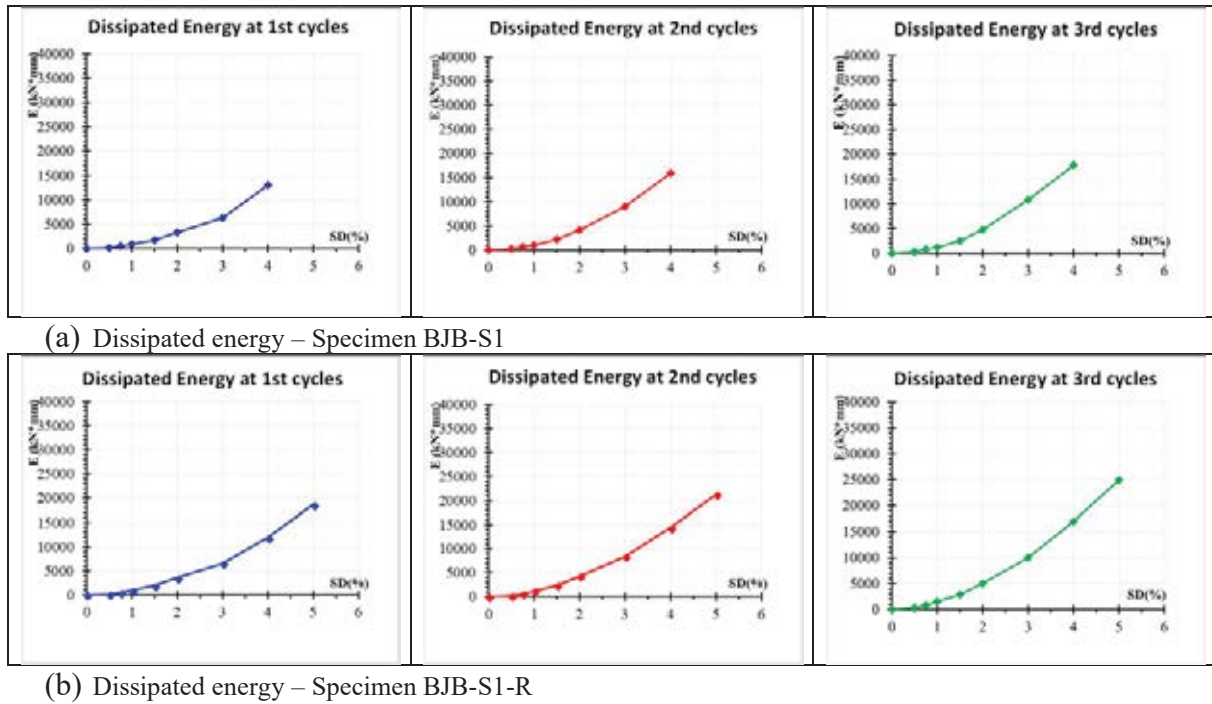 Dissipated Energy at 1st cycles
E (kN*mm)
40000
35000
30000
25000
20000
15000
10000
5000
0
SD(%)
0 1 2 3 4 5 6
Dissipated Energy at 2nd cycles
E (kN*mm)
40000
35000
30000
25000
20000
15000
10000
5000
0
SD(%)
0 1 2 3 4 5 6
Dissipated Energy at 3rd cycles
E (kN*mm)
40000
35000
30000
25000
20000
15000
10000
5000
0
SD(%)
0 1 2 3 4 5 6
(a) Dissipated energy – Specimen BJB-S1
Dissipated Energy at 1st cycles
E (kN*mm)
40000
35000
30000
25000
20000
15000
10000
5000
0
SD(%)
0 1 2 3 4 5 6
Dissipated Energy at 2nd cycles
E (kN*mm)
40000
35000
30000
25000
20000
15000
10000
5000
0
SD(%)
0 1 2 3 4 5 6
Dissipated Energy at 3rd cycles
E (kN*mm)
40000
35000
30000
25000
20000
15000
10000
5000
0
SD(%)
0 1 2 3 4 5 6
(b) Dissipated energy – Specimen BJB-S1-R